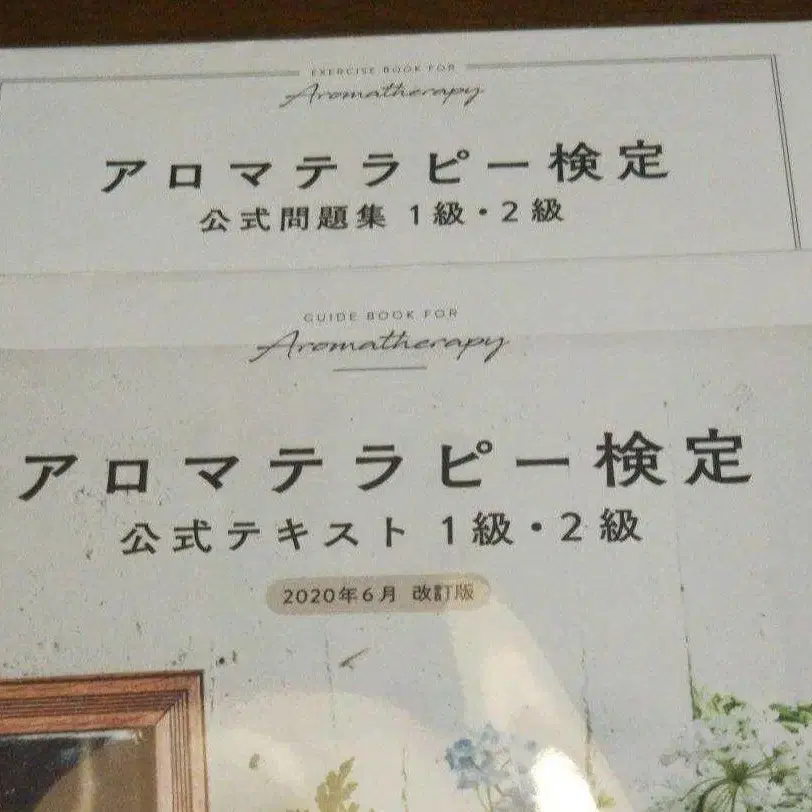 EXERCISE BOOK FOR
Aromatherapy
アロマテラピー検定
公式問題集 1級・2級
GUIDE BOOK FOR
Aromatherapy
アロマテラピー検定
公式テキスト 1級・2級
2020年6月 改訂版